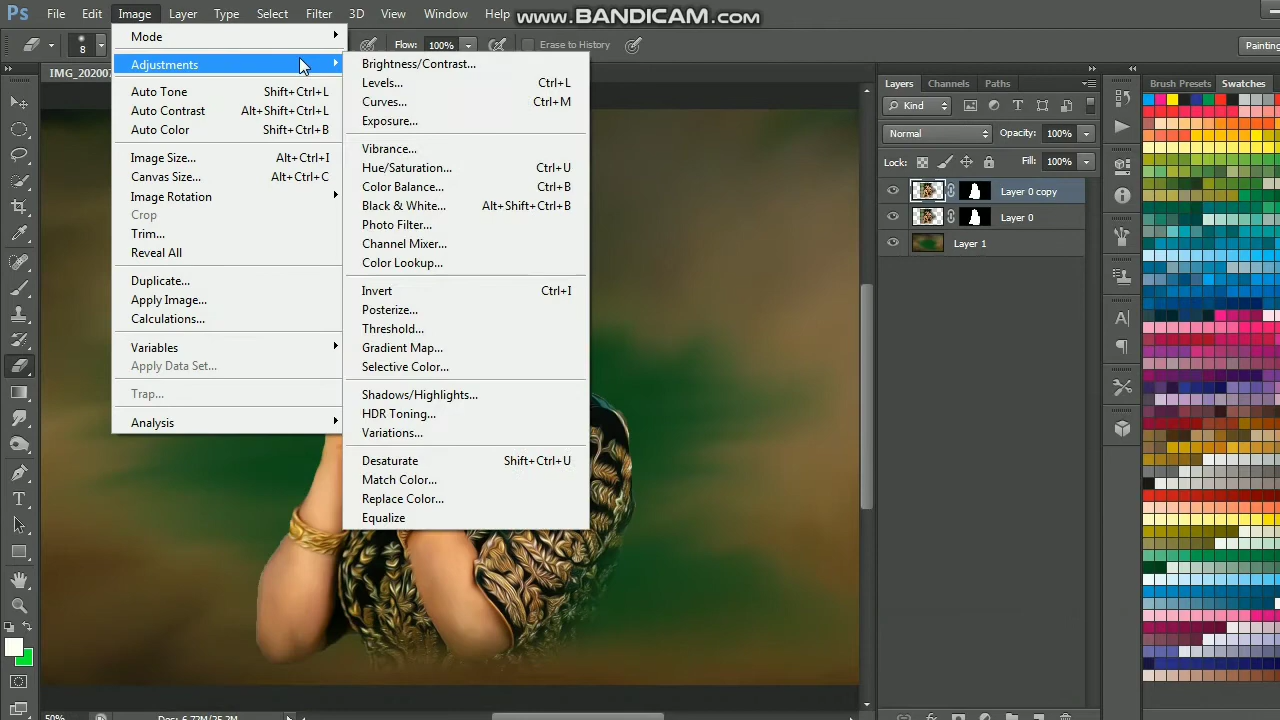 Ps File Edit Image Layer Type Select Filter 3D View Window Help
www.BANDICAM.com
8 Flow: 100% Erase to History Painting
IMG_202007
Mode
Adjustments
Auto Tone Shift+Ctrl+L
Auto Contrast Alt+Shift+Ctrl+L
Auto Color Shift+Ctrl+B
Image Size... Alt+Ctrl+I
Canvas Size... Alt+Ctrl+C
Image Rotation
Crop
Trim...
Reveal All
Duplicate...
Apply Image...
Calculations...
Variables
Apply Data Set...
Trap...
Analysis
Brightness/Contrast...
Levels... Ctrl+L
Curves... Ctrl+M
Exposure...
Vibrance...
Hue/Saturation... Ctrl+U
Color Balance... Ctrl+B
Black & White... Alt+Shift+Ctrl+B
Photo Filter...
Channel Mixer...
Color Lookup...
Invert Ctrl+I
Posterize...
Threshold...
Gradient Map...
Selective Color...
Shadows/Highlights...
HDR Toning...
Variations...
Desaturate Shift+Ctrl+U
Match Color...
Replace Color...
Equalize
Layers Channels Paths
Kind
Normal Opacity: 100%
Lock: Fill: 100%
Layer 0 copy
Layer 0
Layer 1
Brush Presets Swatches
50% Doc: 6.72M/25.2M